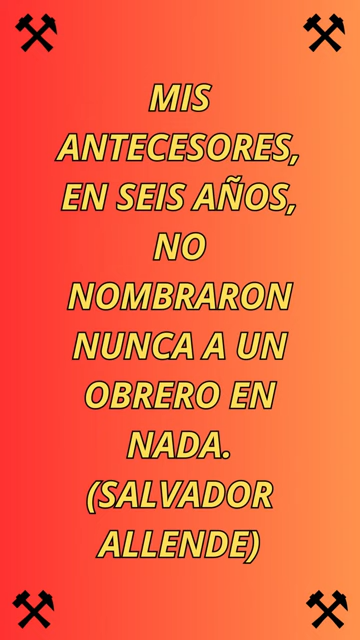 MIS
ANTECESORES,
EN SEIS AÑOS,
NO
NOMBRARON
NUNCA A UN
OBRERO EN
NADA.
(SALVADOR
ALLENDE)